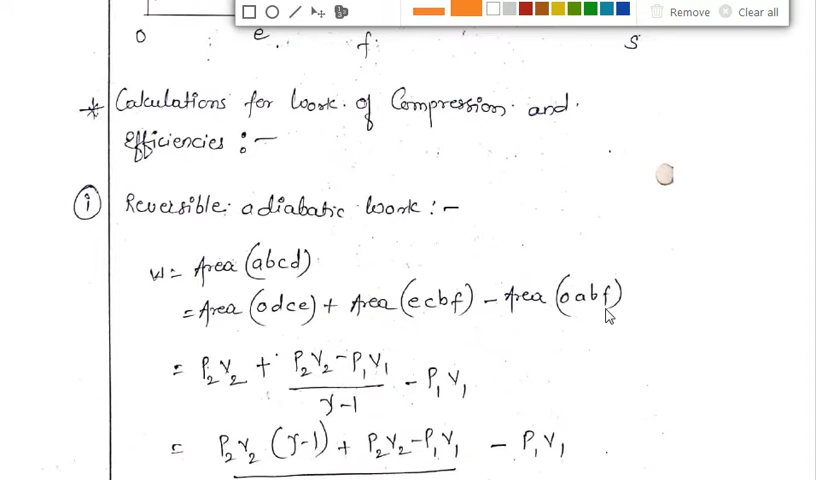 Remove Clear all
o e f s
* Calculations for work of Compression and
efficiencies :-
(i) Reversible adiabatic work :-
W = Area (abcd)
= Area (odce) + Area (ecbf) - Area (oabf)
= P₂V₂ + P₂V₂ - P₁V₁ / γ-1 - P₁V₁
= P₂V₂ (γ-1) + P₂V₂ - P₁V₁ - P₁V₁